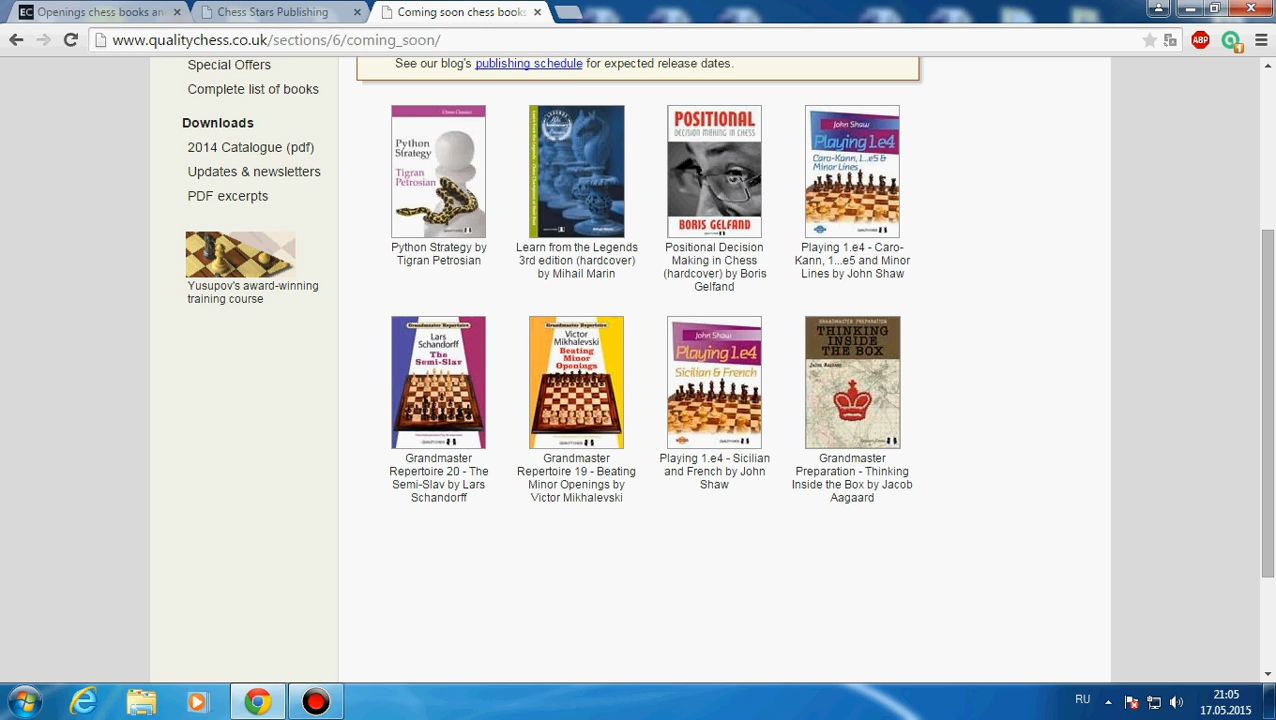 Openings chess books an
Chess Stars Publishing
Coming soon chess books
www.qualitychess.co.uk/sections/6/coming_soon/
ABP
Special Offers
Complete list of books
Downloads
2014 Catalogue (pdf)
Updates & newsletters
PDF excerpts
Yusupov's award-winning
training course
See our blog's publishing schedule for expected release dates.
Python
Strategy
Tigran
Petrosian
POSITIONAL
DECISION MAKING IN CHESS
BORIS GELFAND
John Shaw
Playing 1.e4
Caro-Kann, 1...e5 &
Minor Lines
Python Strategy by
Tigran Petrosian
Learn from the Legends
3rd edition (hardcover)
by Mihail Marin
Positional Decision
Making in Chess
(hardcover) by Boris
Gelfand
Playing 1.e4 - Caro-
Kann, 1...e5 and Minor
Lines by John Shaw
Grandmaster Repertoire
Lars
Schandorff
The
Semi-Slav
Grandmaster Repertoire
Victor
Mikhalevski
Beating
Minor
Openings
John Shaw
Playing 1.e4
Sicilian & French
GRANDMASTER PREPARATION
THINKING
INSIDE
THE BOX
Jacob Aagaard
Grandmaster
Repertoire 20 - The
Semi-Slav by Lars
Schandorff
Grandmaster
Repertoire 19 - Beating
Minor Openings by
Victor Mikhalevski
Playing 1.e4 - Sicilian
and French by John
Shaw
Grandmaster
Preparation - Thinking
Inside the Box by Jacob
Aagaard
RU
21:05
17.05.2015